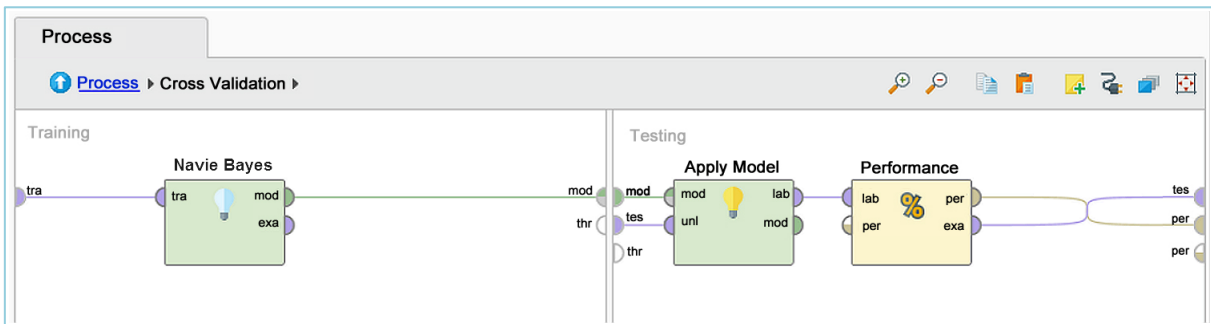 Process
Process Cross Validation
Training
Navie Bayes
tra
tra
mod
exa
mod
thr
Testing
Apply Model
Performance
mod
tes
thr
mod
unl
lab
mod
lab
per
%
per
exa
tes
per
per